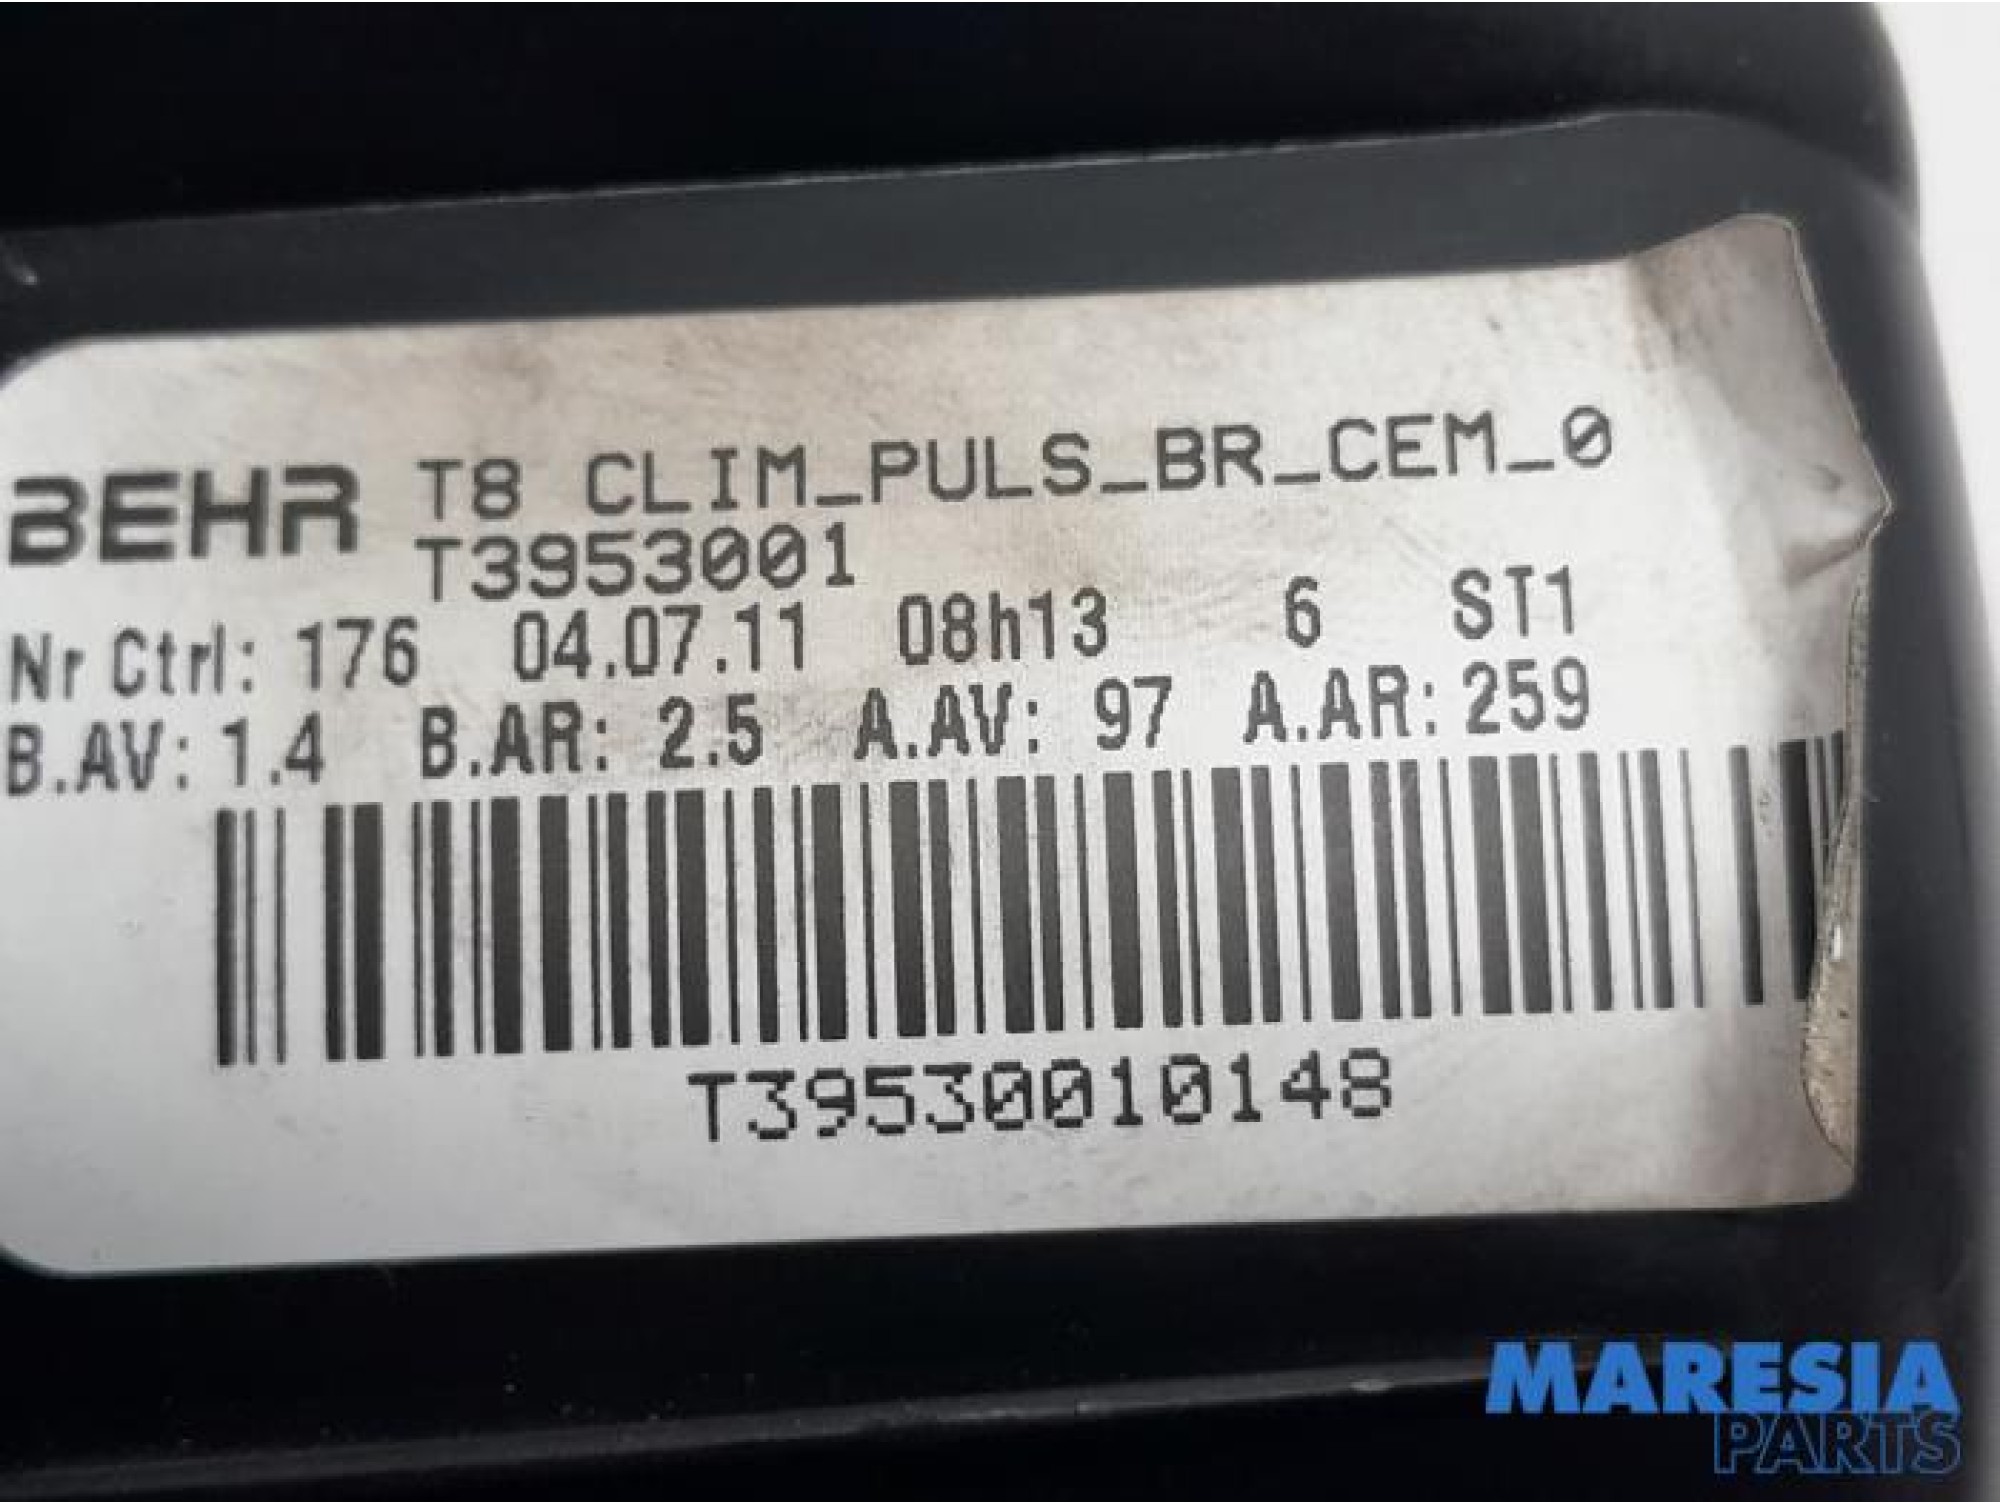 BEHR T8 CLIM_PULS_BR_CEM_0
T3953001
Nr Ctrl: 176 04.07.11 08h13 6 ST1
B.AV: 1.4 B.AR: 2.5 A.AV: 97 A.AR: 259
T39530010148
MARESIA
PARTS